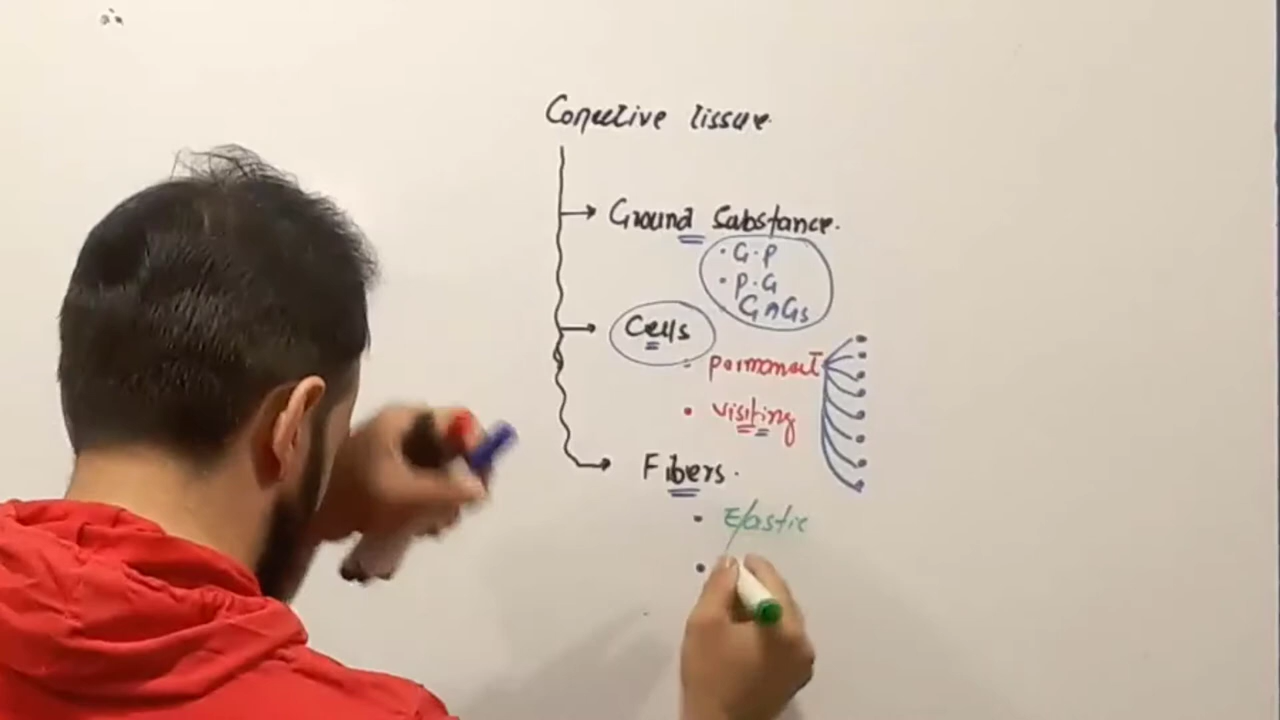 Conective tissue.
Ground Substance.
· G.P
· P.G
GAGs
Cells
· permanent
· visiting
Fibers.
· Elastic
·